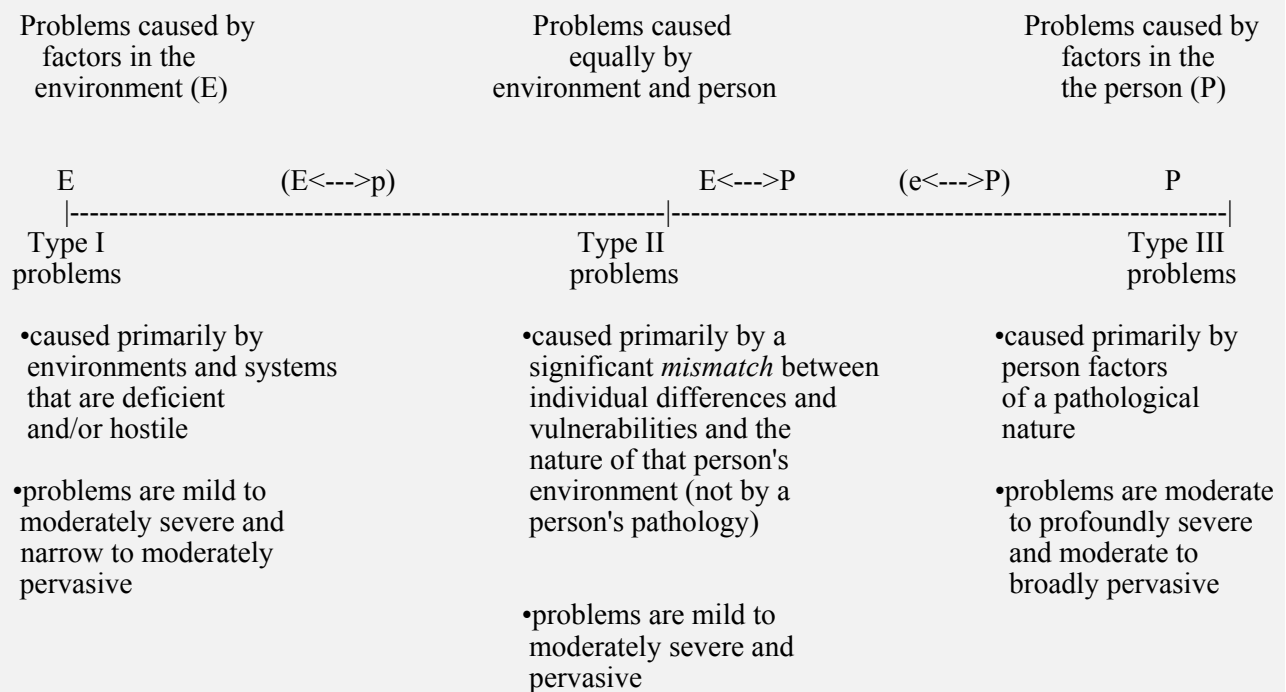 Problems caused by
factors in the
environment (E)
Problems caused
equally by
environment and person
Problems caused by
factors in the
the person (P)
E (E<--->p) E<--->P (e<--->P) P
|-------------------------------------------------------------|---------------------------------------------------------|
Type I
problems
Type II
problems
Type III
problems
•caused primarily by
environments and systems
that are deficient
and/or hostile
•problems are mild to
moderately severe and
narrow to moderately
pervasive
•caused primarily by a
significant mismatch between
individual differences and
vulnerabilities and the
nature of that person's
environment (not by a
person's pathology)
•problems are mild to
moderately severe and
pervasive
•caused primarily by
person factors
of a pathological
nature
•problems are moderate
to profoundly severe
and moderate to
broadly pervasive